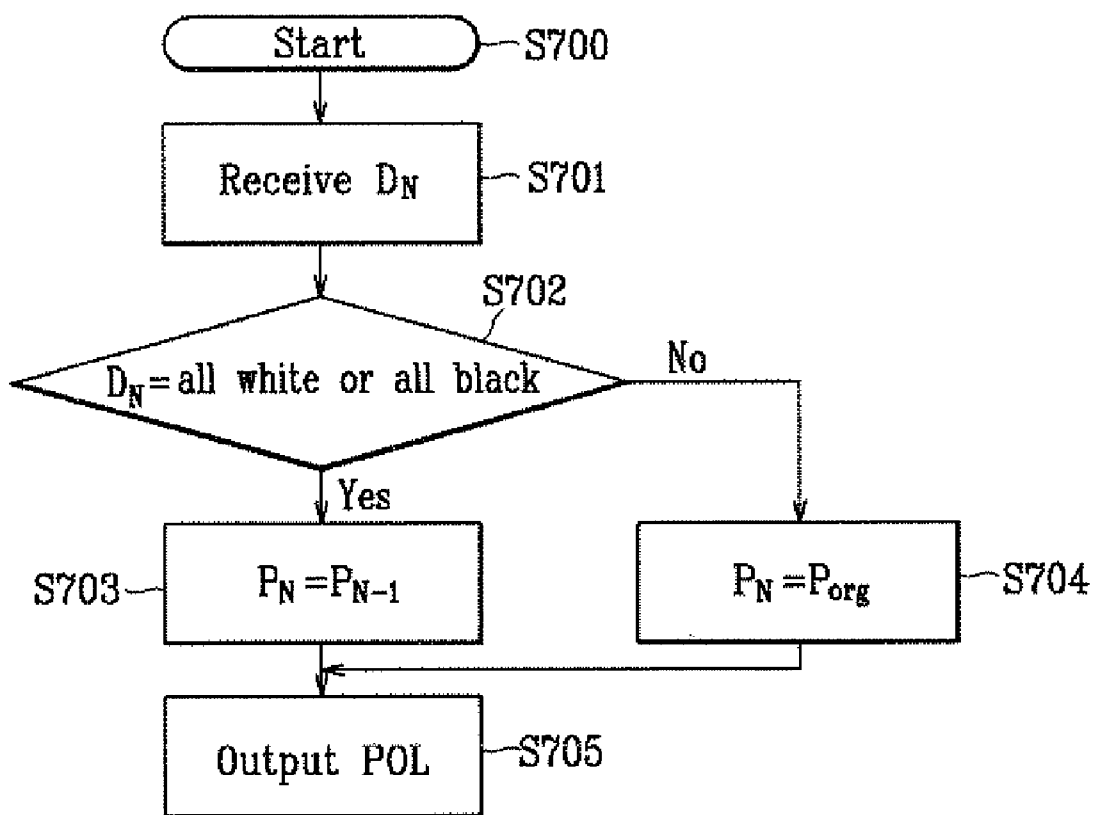 Start
S700
Receive D_N
S701
S702
D_N=all white or all black
No
Yes
P_N=P_N-1
S703
P_N=P_org
S704
Output POL
S705